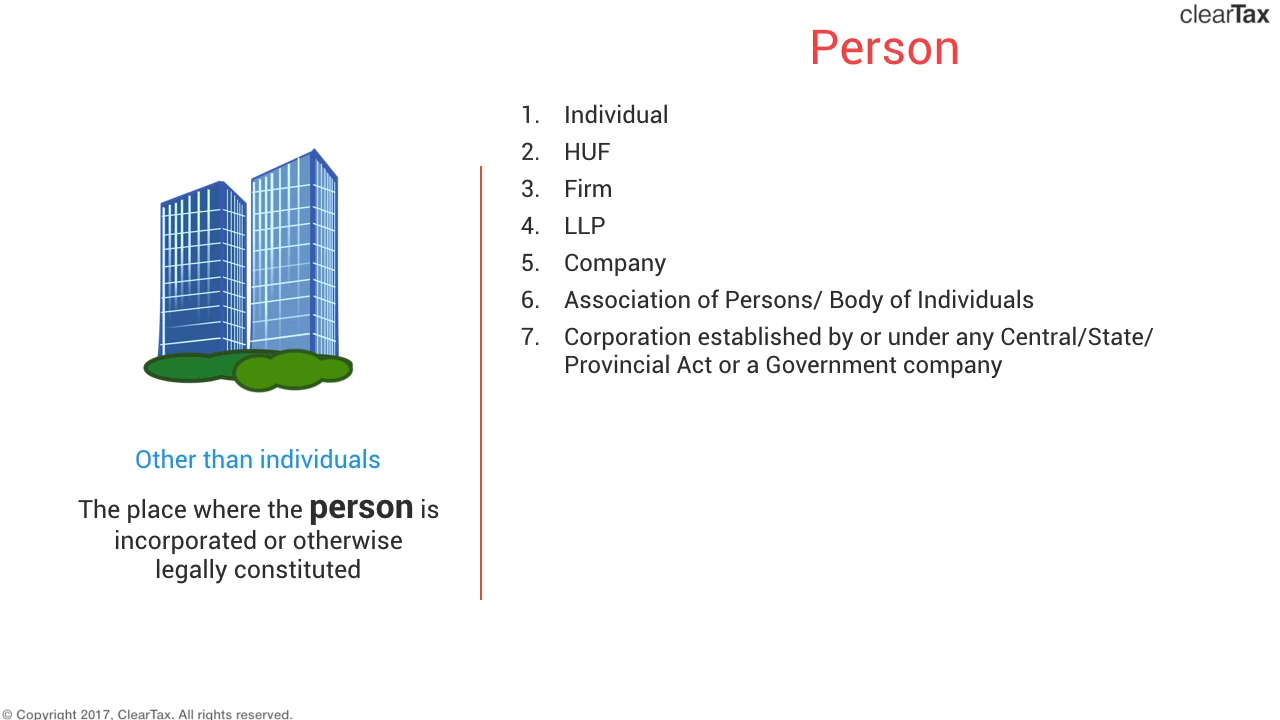 clearTax
Person
1. Individual
2. HUF
3. Firm
4. LLP
5. Company
6. Association of Persons/ Body of Individuals
7. Corporation established by or under any Central/State/
Provincial Act or a Government company
Other than individuals
The place where the person is
incorporated or otherwise
legally constituted
© Copyright 2017, ClearTax. All rights reserved.